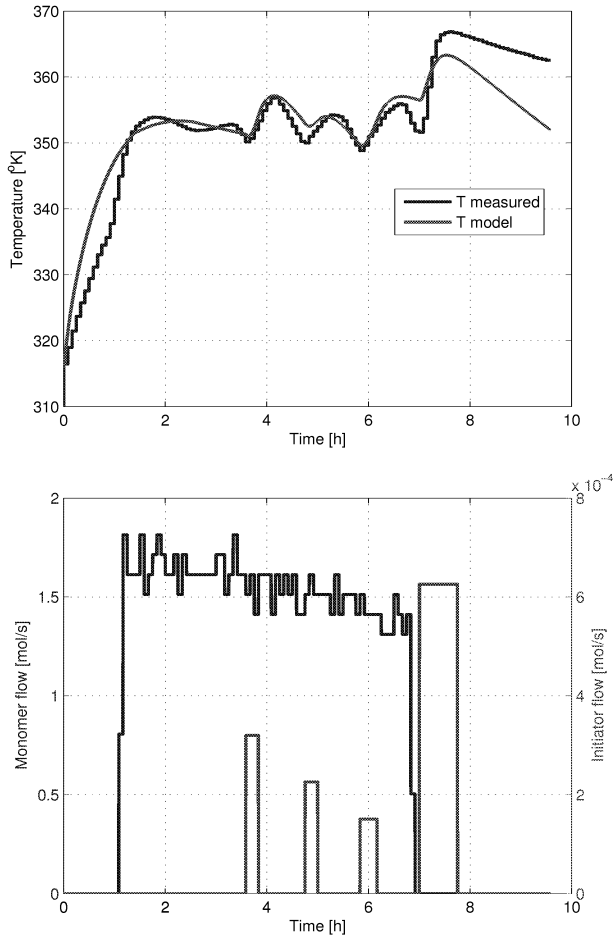 370
360
350
340
330
320
310
Temperature [⁰K]
T measured
T model
0 2 4 6 8 10
Time [h]
x 10⁻⁴
2
1.5
1
0.5
0
Monomer flow [mol/s]
8
6
4
2
0
Initiator flow [mol/s]
0 2 4 6 8 10
Time [h]